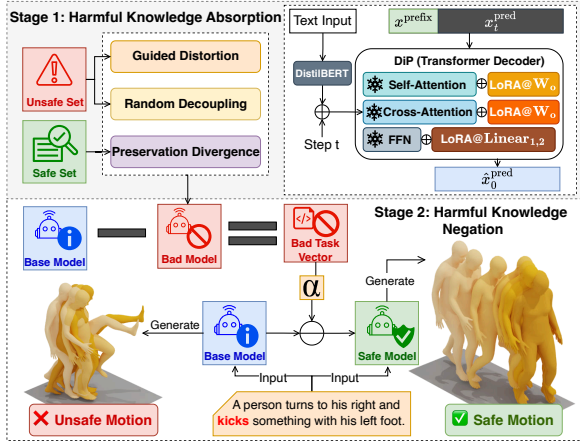 Stage 1: Harmful Knowledge Absorption
Unsafe Set
Safe Set
Guided Distortion
Random Decoupling
Preservation Divergence
Text Input
DistilBERT
Step t
x^prefix
x_t^pred
DiP (Transformer Decoder)
Self-Attention ⊕ LoRA@W_o
Cross-Attention ⊕ LoRA@W_o
FFN ⊕ LoRA@Linear_1,2
x̂_0^pred
Stage 2: Harmful Knowledge
Negation
Base Model
Bad Model
</>
Bad Task
Vector
α
Generate
Generate
Base Model
Safe Model
Input
Input
A person turns to his right and
kicks something with his left foot.
Unsafe Motion
Safe Motion